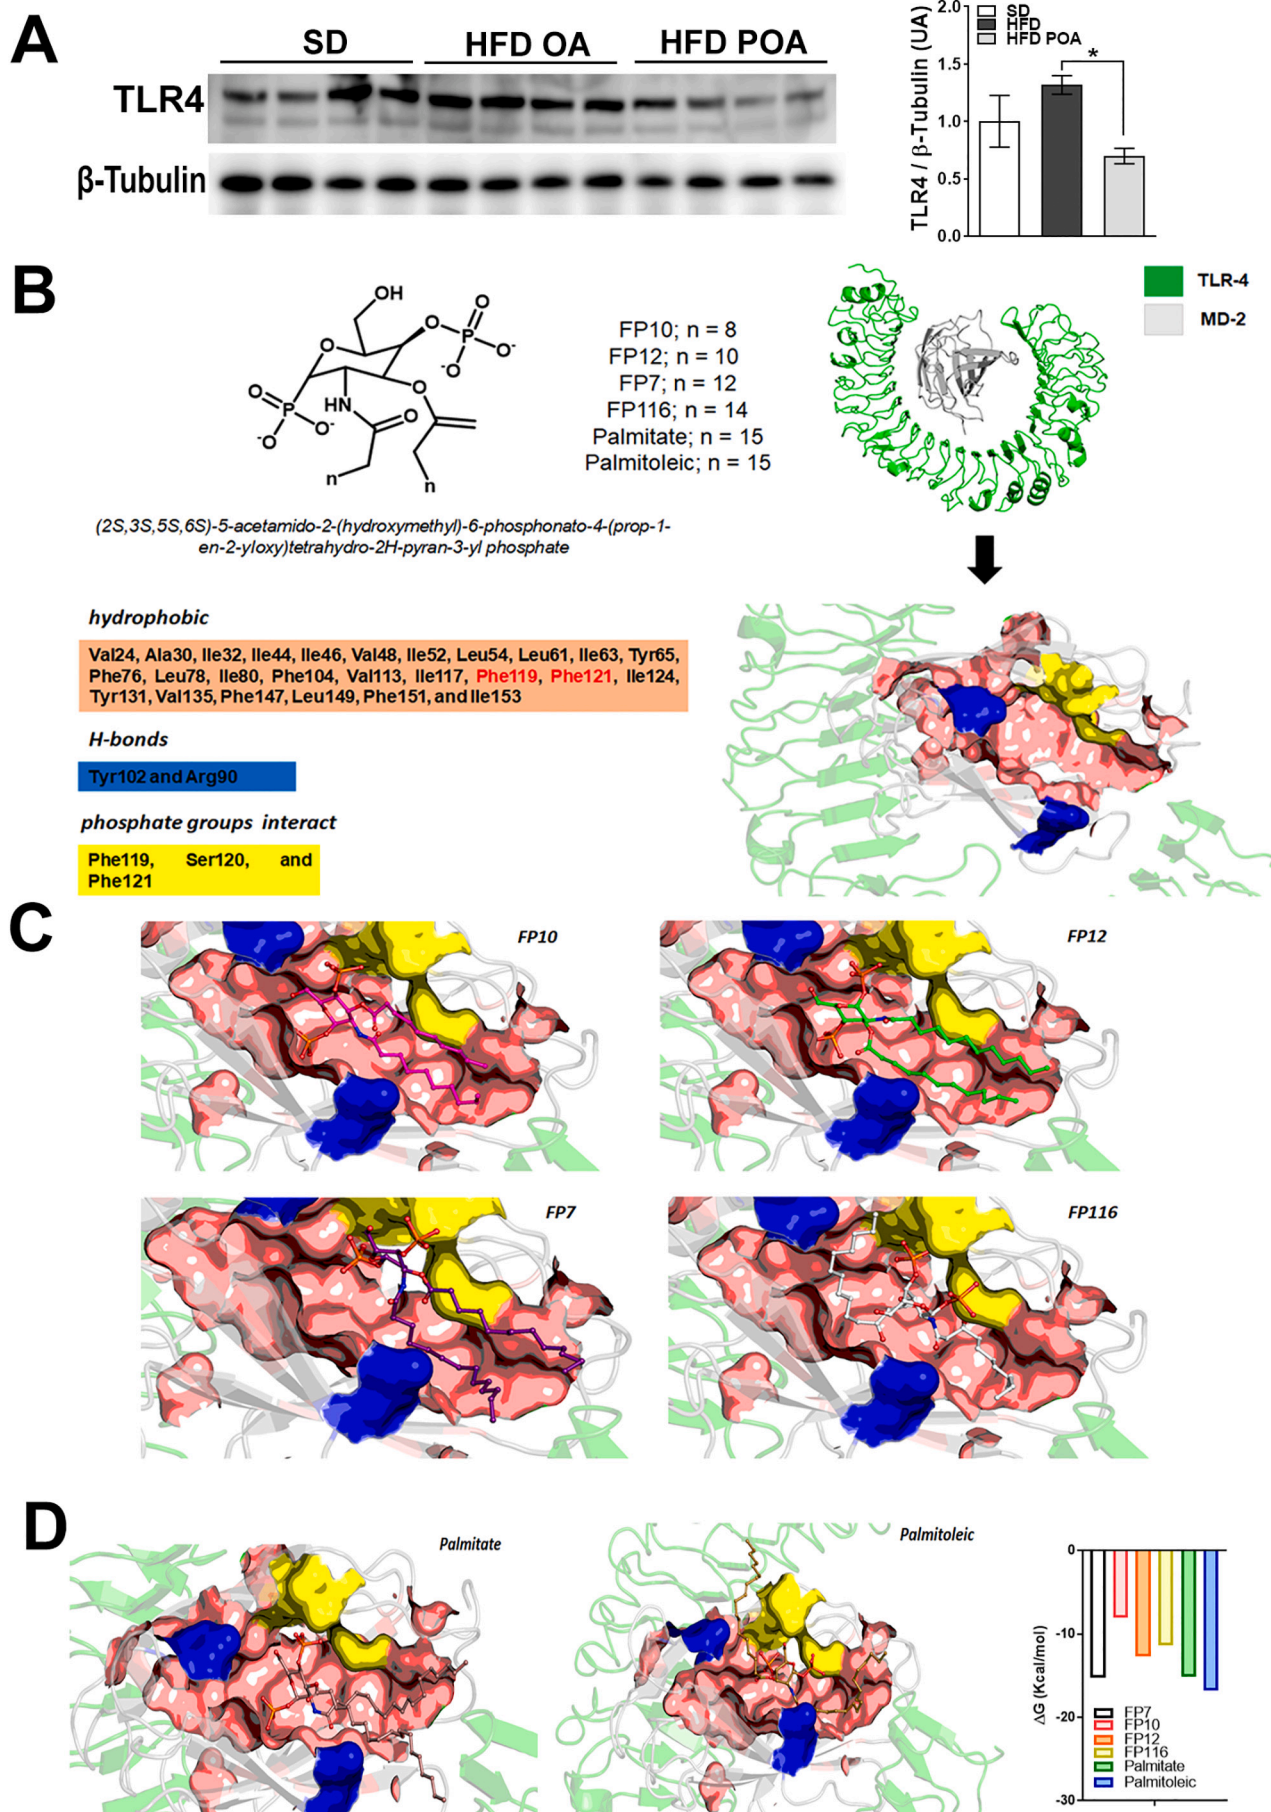 A
SD
HFD OA
HFD POA
TLR4
β-Tubulin
TLR4 / β-Tubulin (UA)
2.0
1.5
1.0
0.5
0.0
SD
HFD
HFD POA
*
B
OH
O
O
P
O
O-
-O
O
O
P
O-
-O
HN
O
O
n
n
FP10; n = 8
FP12; n = 10
FP7; n = 12
FP116; n = 14
Palmitate; n = 15
Palmitoleic; n = 15
TLR-4
MD-2
(2S,3S,5S,6S)-5-acetamido-2-(hydroxymethyl)-6-phosphonato-4-(prop-1-
en-2-yloxy)tetrahydro-2H-pyran-3-yl phosphate
hydrophobic
Val24, Ala30, Ile32, Ile44, Ile46, Val48, Ile52, Leu54, Leu61, Ile63, Tyr65,
Phe76, Leu78, Ile80, Phe104, Val113, Ile117, Phe119, Phe121, Ile124,
Tyr131, Val135, Phe147, Leu149, Phe151, and Ile153
H-bonds
Tyr102 and Arg90
phosphate groups interact
Phe119, Ser120, and
Phe121
C
FP10
FP12
FP7
FP116
D
Palmitate
Palmitoleic
ΔG (Kcal/mol)
0
-10
-20
-30
FP7
FP10
FP12
FP116
Palmitate
Palmitoleic